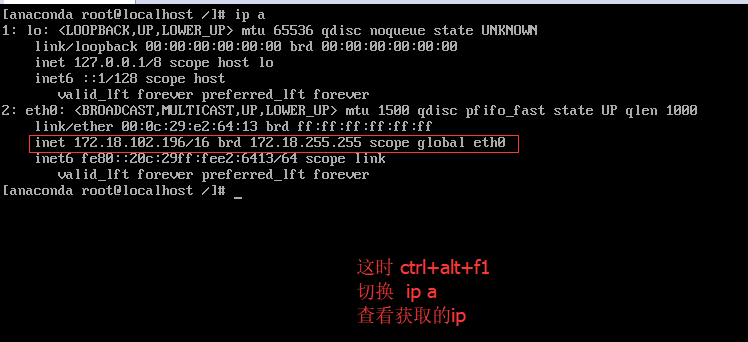 [anaconda root@localhost /]# ip a
1: lo: <LOOPBACK,UP,LOWER_UP> mtu 65536 qdisc noqueue state UNKNOWN
link/loopback 00:00:00:00:00:00 brd 00:00:00:00:00:00
inet 127.0.0.1/8 scope host lo
inet6 ::1/128 scope host
valid_lft forever preferred_lft forever
2: eth0: <BROADCAST,MULTICAST,UP,LOWER_UP> mtu 1500 qdisc pfifo_fast state UP qlen 1000
link/ether 00:0c:29:e2:64:13 brd ff:ff:ff:ff:ff:ff
inet 172.18.102.196/16 brd 172.18.255.255 scope global eth0
inet6 fe80::20c:29ff:fee2:6413/64 scope link
valid_lft forever preferred_lft forever
[anaconda root@localhost /]# _
这时 ctrl+alt+f1
切换 ip a
查看获取的ip